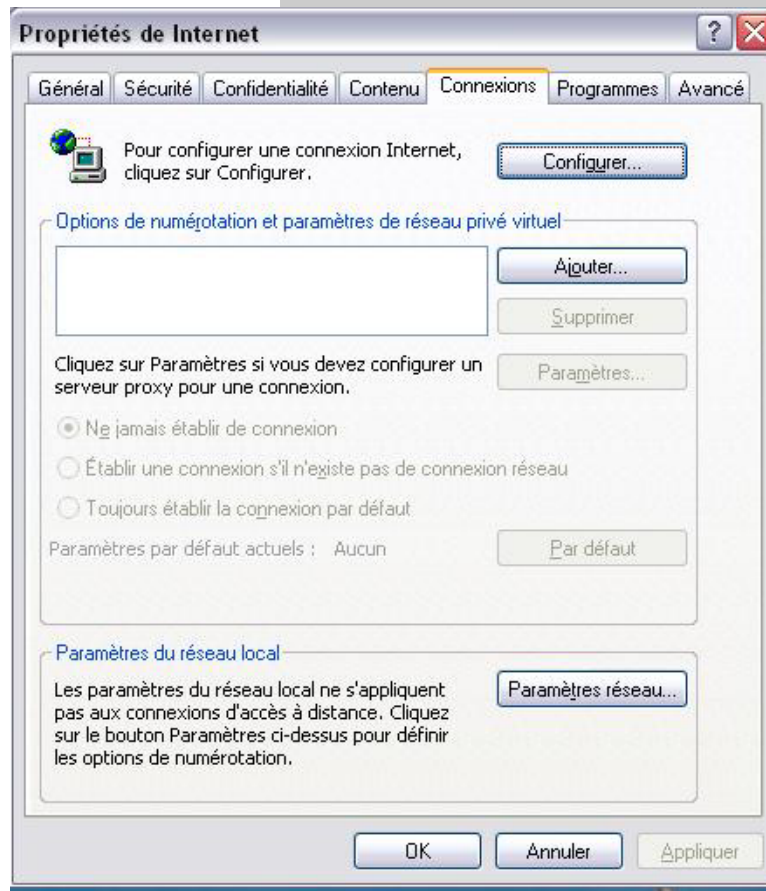 Propriétés de Internet
?
Général Sécurité Confidentialité Contenu Connexions Programmes Avancé
Pour configurer une connexion Internet,
cliquez sur Configurer.
Configurer...
Options de numérotation et paramètres de réseau privé virtuel
Ajouter...
Supprimer
Cliquez sur Paramètres si vous devez configurer un
serveur proxy pour une connexion.
Paramètres...
Ne jamais établir de connexion
Établir une connexion s'il n'existe pas de connexion réseau
Toujours établir la connexion par défaut
Paramètres par défaut actuels : Aucun
Par défaut
Paramètres du réseau local
Les paramètres du réseau local ne s'appliquent
pas aux connexions d'accès à distance. Cliquez
sur le bouton Paramètres ci-dessus pour définir
les options de numérotation.
Paramètres réseau...
OK Annuler Appliquer